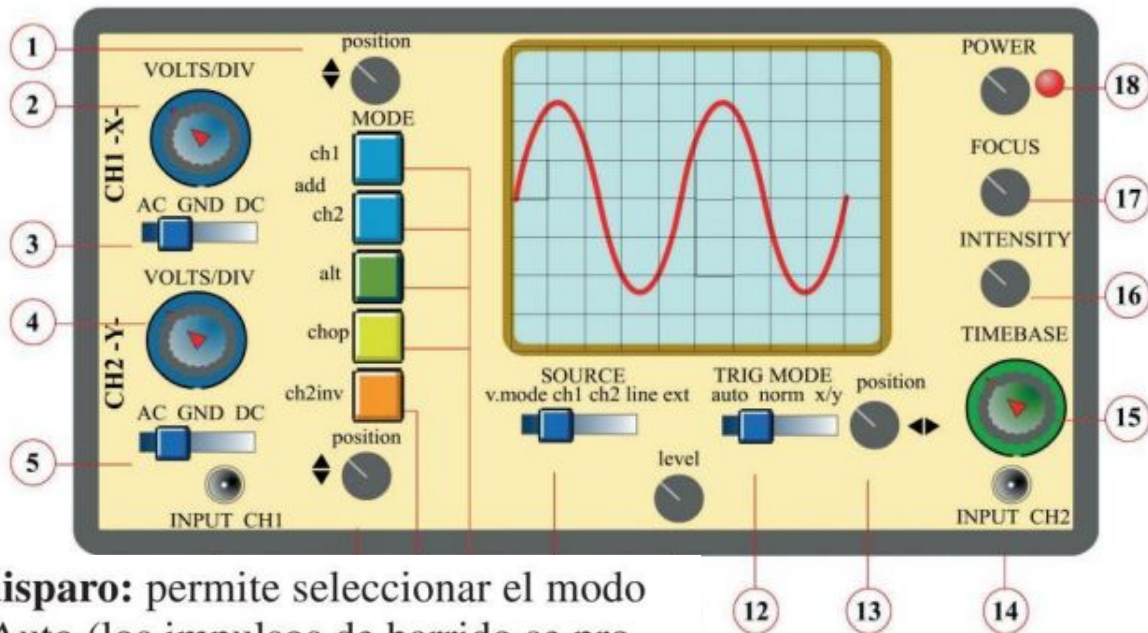 1
position
POWER
VOLTS/DIV
18
2
MODE
FOCUS
CH1 -X-
ch1
add
AC GND DC
ch2
17
3
INTENSITY
VOLTS/DIV
alt
16
4
chop
TIMEBASE
CH2 -Y-
SOURCE
TRIG MODE
v.mode ch1 ch2 line ext
auto norm x/y
position
ch2inv
AC GND DC
15
position
5
level
INPUT CH1
INPUT CH2
isparo: permite seleccionar el modo
12
13
14
Auto (los impulsos de barrido se pro